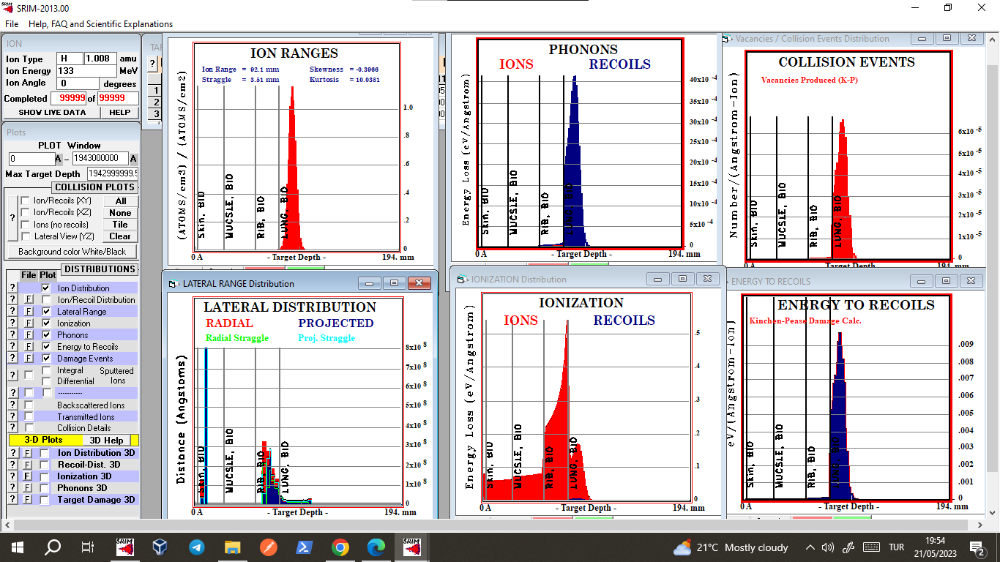 SRIM-2013.00
File Help, FAQ and Scientific Explanations
ION
Ion Type H 1.008 amu
Ion Energy 133 MeV
Ion Angle 0 degrees
Completed 99999 of 99999
SHOW LIVE DATA HELP
Plots
PLOT Window
0 A – 1943000000 A
Max Target Depth 1942999999.5
COLLISION PLOTS
? Ion/Recoils (XY) All
Ion/Recoils (XZ) None
Ions (no recoils) Tile
Lateral View (YZ) Clear
Background color White/Black
DISTRIBUTIONS
File Plot
? Ion Distribution
? F Ion/Recoil Distribution
? F Lateral Range
? F Ionization
? F Phonons
? F Energy to Recoils
? F Damage Events
? Integral Sputtered
Differential Ions
? -----------
? Backscattered Ions
? Transmitted Ions
? Collision Details
3-D Plots 3D Help
? F Ion Distribution 3D
? F Recoil-Dist. 3D
? F Ionization 3D
? F Phonons 3D
? F Target Damage 3D
TAR
?
1
2
3
ION RANGES
Ion Range = 92.1 mm Skewness = -0.3966
Straggle = 3.51 mm Kurtosis = 10.0381
(ATOMS/cm3) / (ATOMS/cm2)
1.0
.8
.6
.4
.2
0
Skin, BIO
MUCSLE, BIO
RIB, BIO
LUNG, BIO
0 A - Target Depth - 194. mm
PHONONS
IONS RECOILS
Energy Loss (eV/Angstrom)
40x10 -4
35x10 -4
30x10 -4
25x10 -4
20x10 -4
15x10 -4
10x10 -4
5x10 -4
0
Skin, BIO
MUCSLE, BIO
RIB, BIO
LUNG, BIO
0 A - Target Depth - 194. mm
Vacancies / Collision Events Distribution
COLLISION EVENTS
Vacancies Produced (K-P)
Number/(Angstrom-Ion)
6x10 -5
5x10 -5
4x10 -5
3x10 -5
2x10 -5
1x10 -5
0
Skin, BIO
MUCSLE, BIO
RIB, BIO
LUNG, BIO
0 A - Target Depth - 194. mm
LATERAL RANGE Distribution
LATERAL DISTRIBUTION
RADIAL PROJECTED
Radial Straggle Proj. Straggle
Distance (Angstoms)
8x10 8
7x10 8
6x10 8
5x10 8
4x10 8
3x10 8
2x10 8
1x10 8
0
Skin, BIO
MUCSLE, BIO
RIB, BIO
LUNG, BIO
0 A - Target Depth - 194. mm
IONIZATION Distribution
IONIZATION
IONS RECOILS
Energy Loss (eV/Angstrom)
.5
.4
.3
.2
.1
0
Skin, BIO
MUCSLE, BIO
RIB, BIO
LUNG, BIO
0 A - Target Depth - 194. mm
ENERGY TO RECOILS
ENERGY TO RECOILS
Kinchen-Pease Damage Calc.
eV/(Angstrom-Ion)
.009
.008
.007
.006
.005
.004
.003
.002
.001
0
Skin, BIO
MUCSLE, BIO
RIB, BIO
LUNG, BIO
0 A - Target Depth - 194. mm
SRIM
SRIM
21°C Mostly cloudy
TUR
19:54
21/05/2023
2